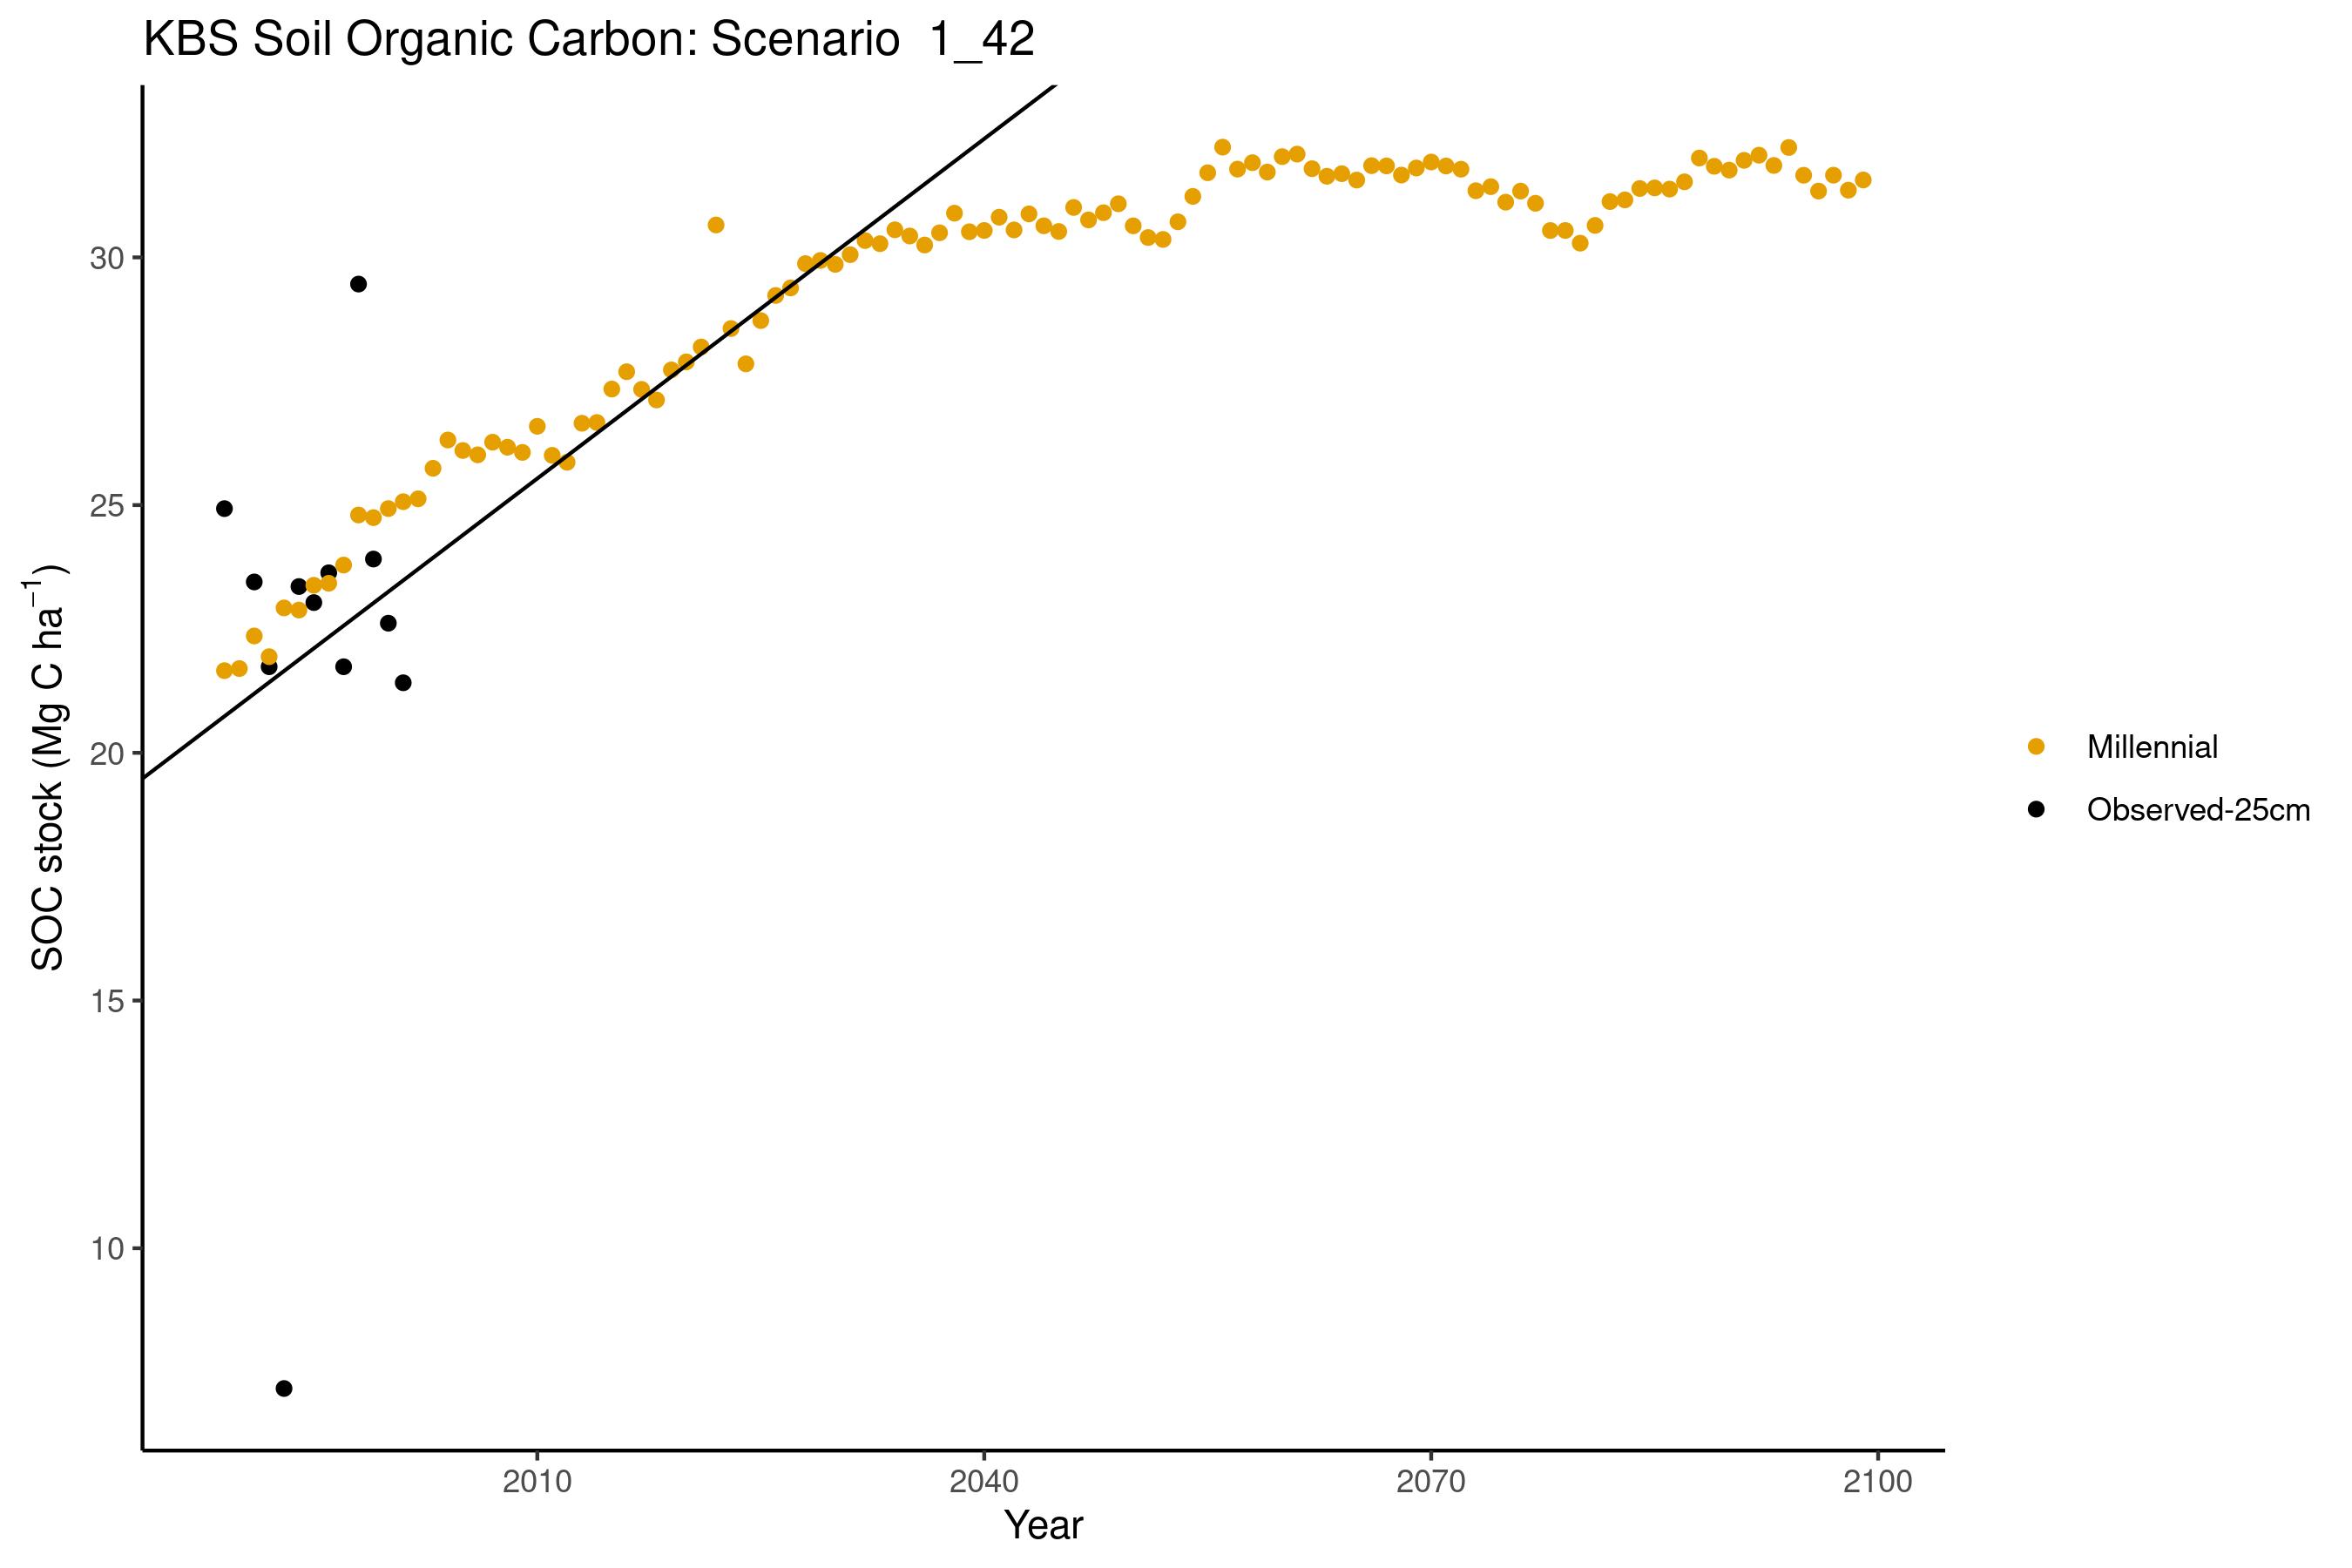 KBS Soil Organic Carbon: Scenario  1_42
SOC stock (Mg C ha⁻¹)
30
25
20
15
10
2010
2040
2070
2100
Year
Millennial
Observed-25cm